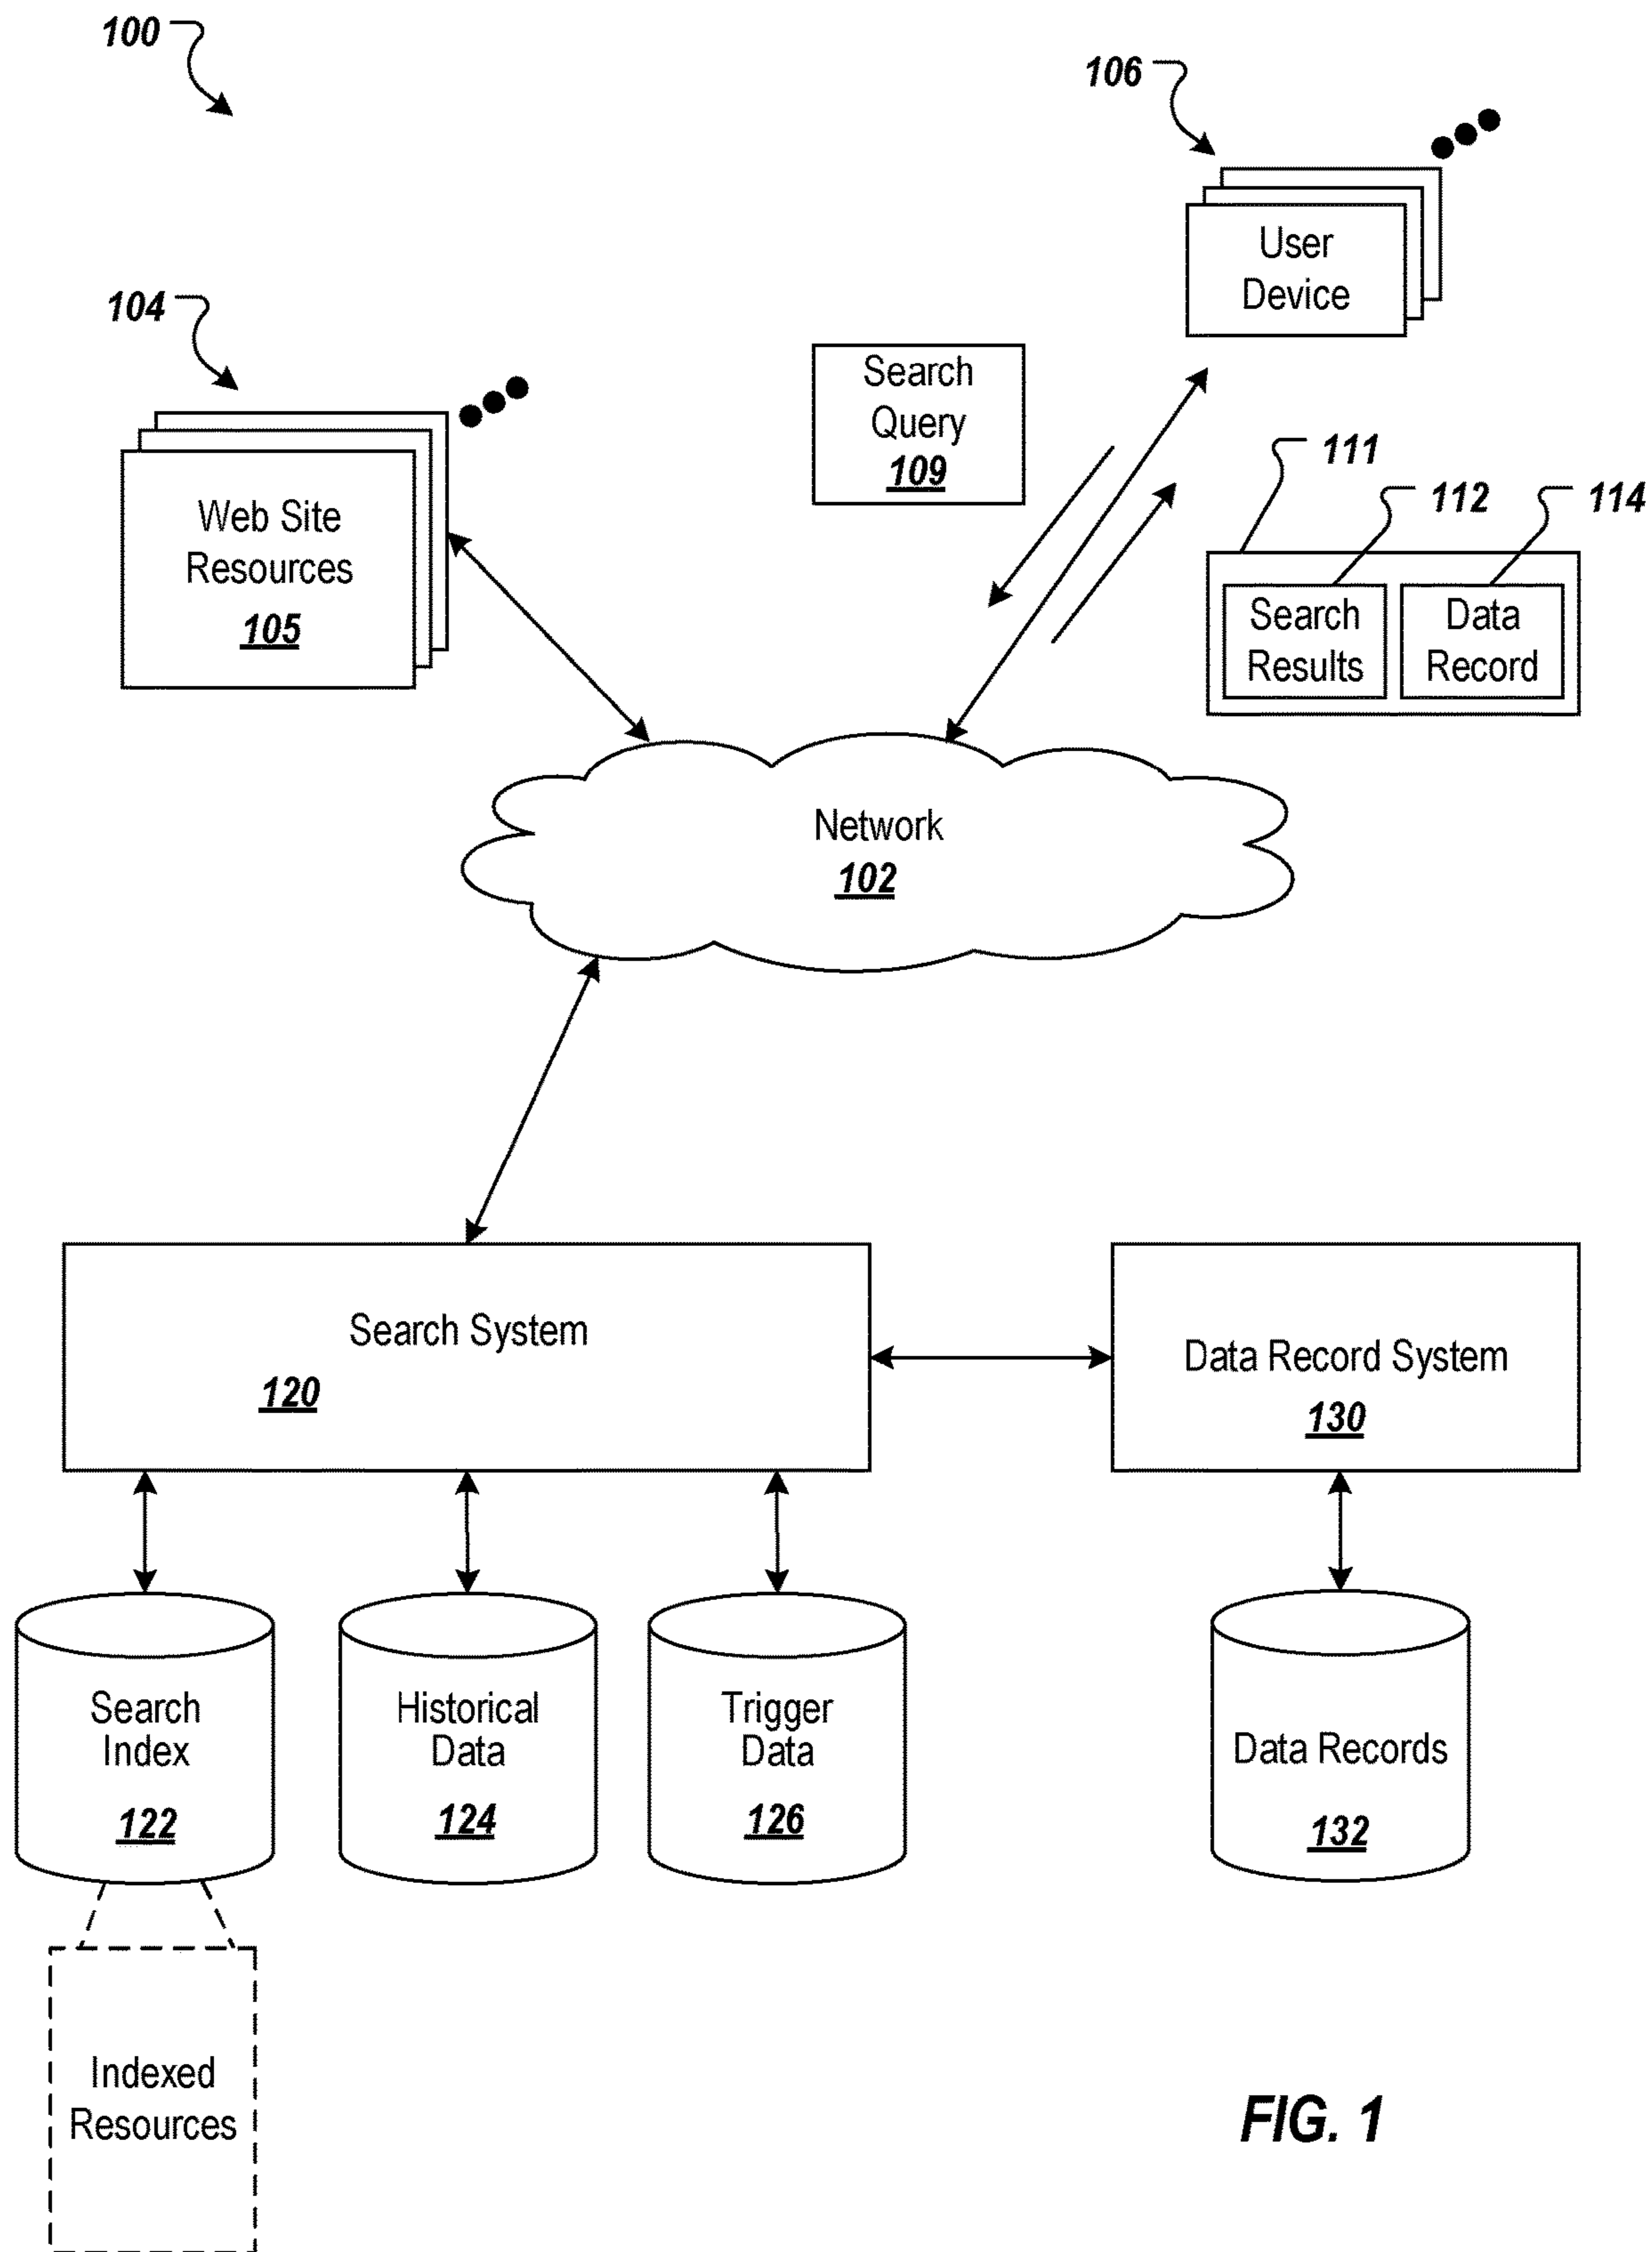 100
106
User
Device
104
Search
Query
109
111
112
114
Web Site
Resources
105
Search
Results
Data
Record
Network
102
Search System
120
Data Record System
130
Search
Index
122
Historical
Data
124
Trigger
Data
126
Data Records
132
Indexed
Resources
FIG. 1